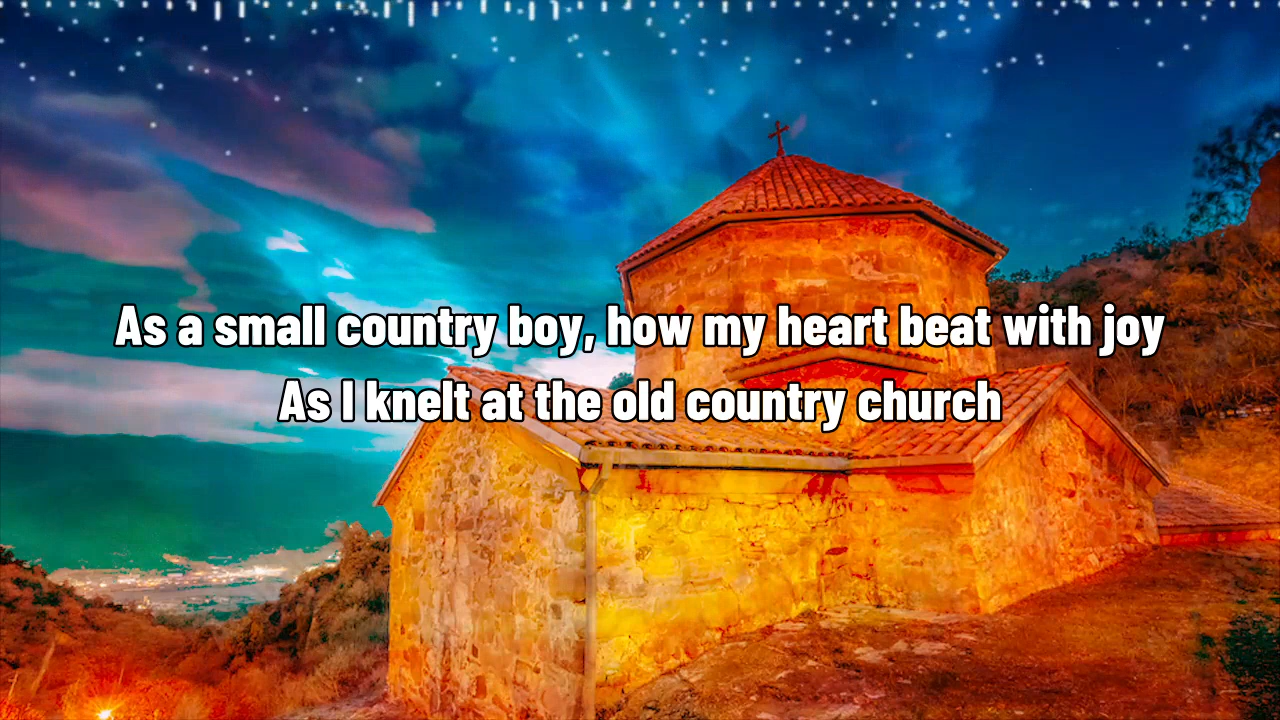 As a small country boy, how my heart beat with joy
As I knelt at the old country church